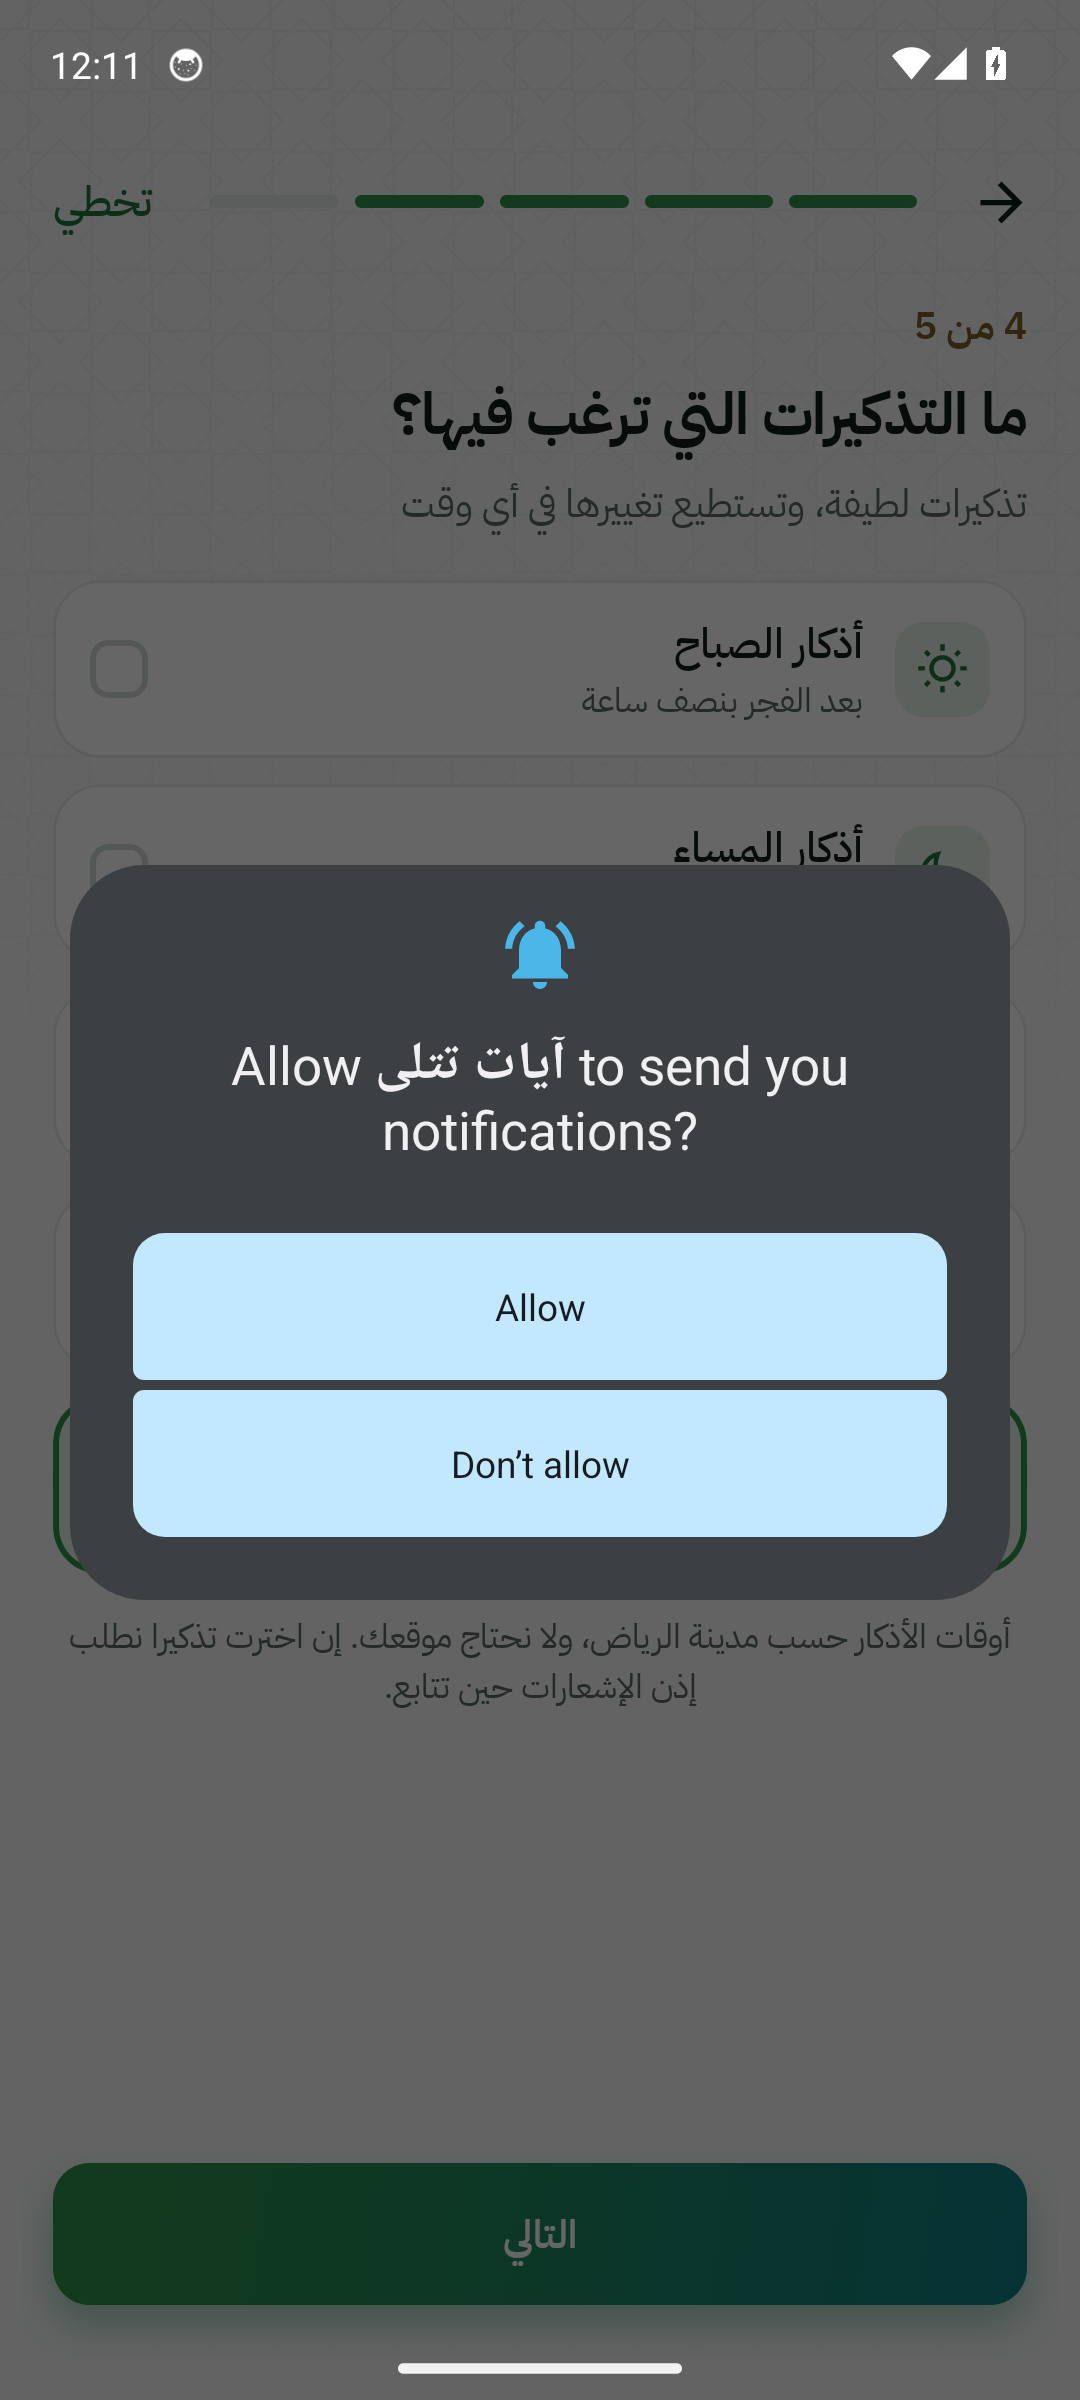 12:11
تخطي
4 من 5
ما التذكيرات التي ترغب فيها؟
تذكيرات لطيفة، وتستطيع تغييرها في أي وقت
أذكار الصباح
بعد الفجر بنصف ساعة
أذكار المساء
Allow آيات تتلى to send you
notifications?
Allow
Don’t allow
أوقات الأذكار حسب مدينة الرياض، ولا نحتاج موقعك. إن اخترت تذكيرا نطلب
إذن الإشعارات حين تتابع.
التالي